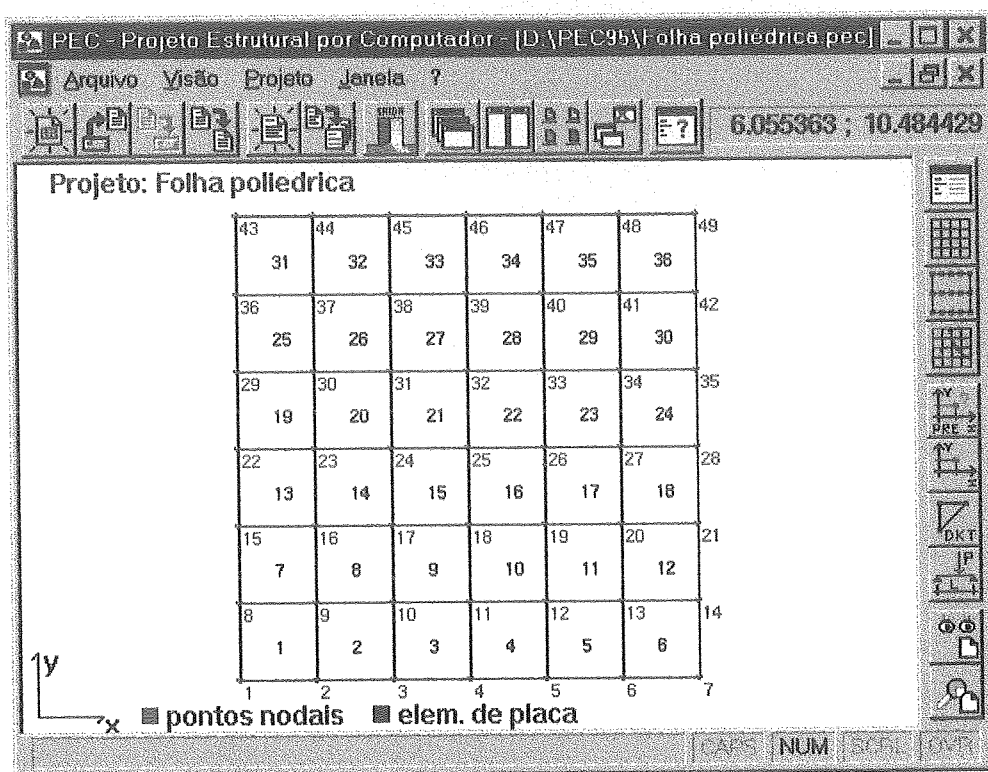 PEC - Projeto Estrutural por Computador - [D:\PEC95\Folha poliedrica.pec]
Arquivo Visão Projeto Janela ?
6.055363 ; 10.484429
Projeto: Folha poliedrica
43 44 45 46 47 48 49
31 32 33 34 35 36
36 37 38 39 40 41 42
25 26 27 28 29 30
29 30 31 32 33 34 35
19 20 21 22 23 24
22 23 24 25 26 27 28
13 14 15 16 17 18
15 16 17 18 19 20 21
7 8 9 10 11 12
8 9 10 11 12 13 14
1 2 3 4 5 6
1 2 3 4 5 6 7
y
x
pontos nodais elem. de placa
Y
PRE x
Y
x
DKT
P
L
CAPS NUM SCRL OVR